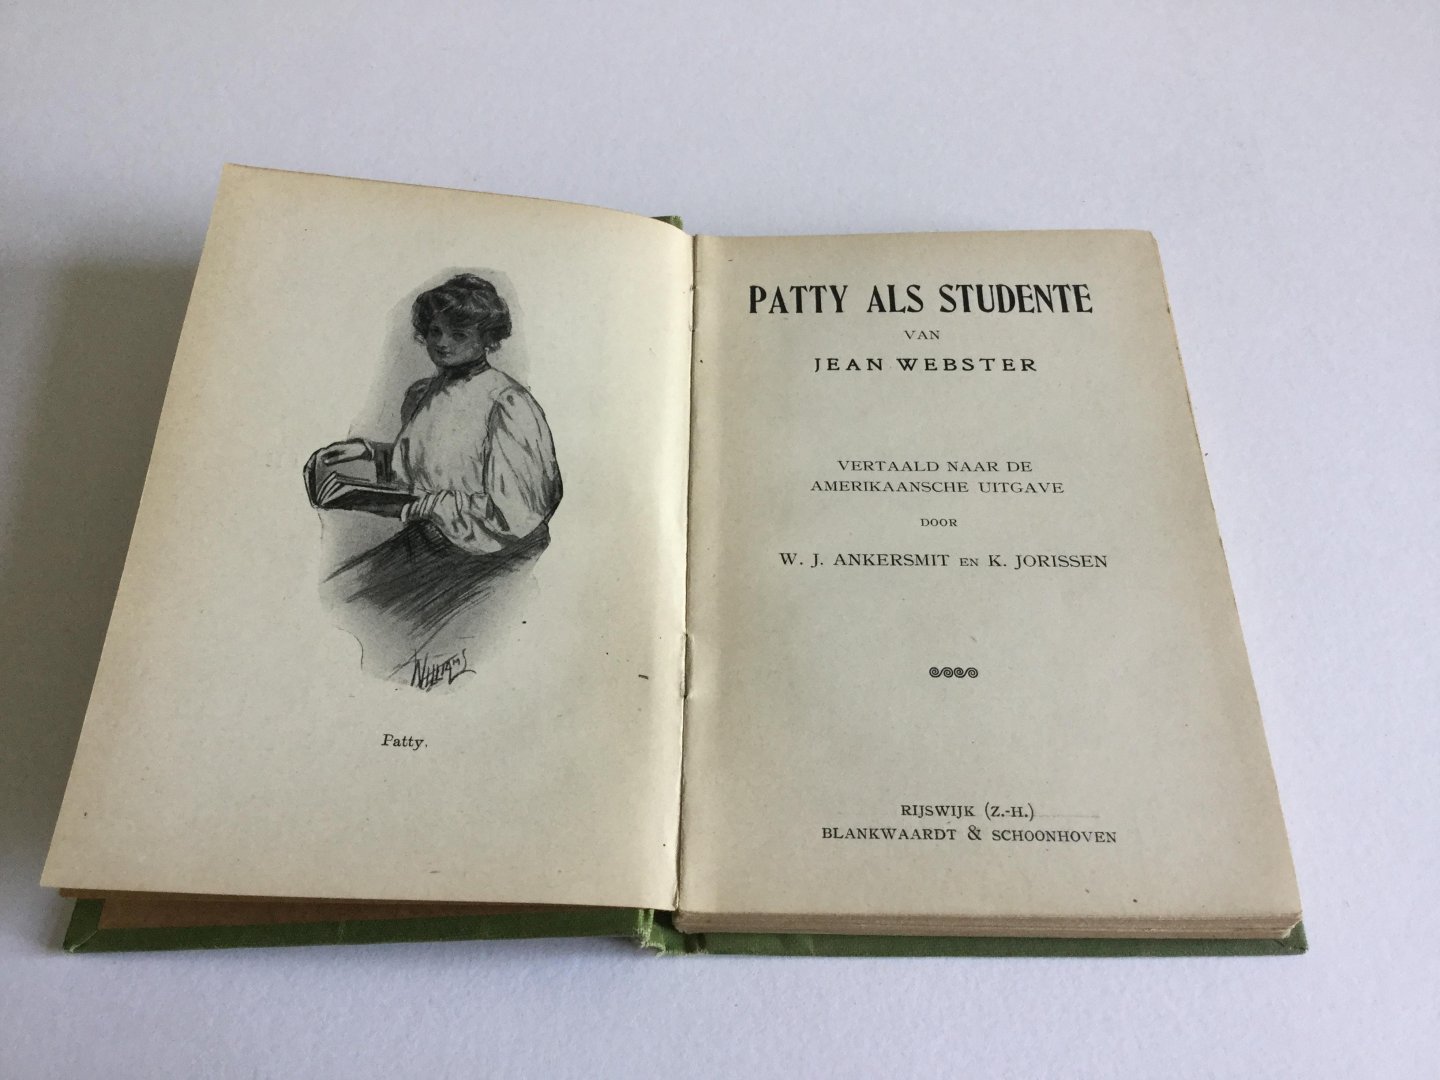 WILLIAMS
Patty.
PATTY ALS STUDENTE
VAN
JEAN WEBSTER
VERTAALD NAAR DE
AMERIKAANSCHE UITGAVE
DOOR
W. J. ANKERSMIT EN K. JORISSEN
RIJSWIJK (Z.-H.)
BLANKWAARDT & SCHOONHOVEN